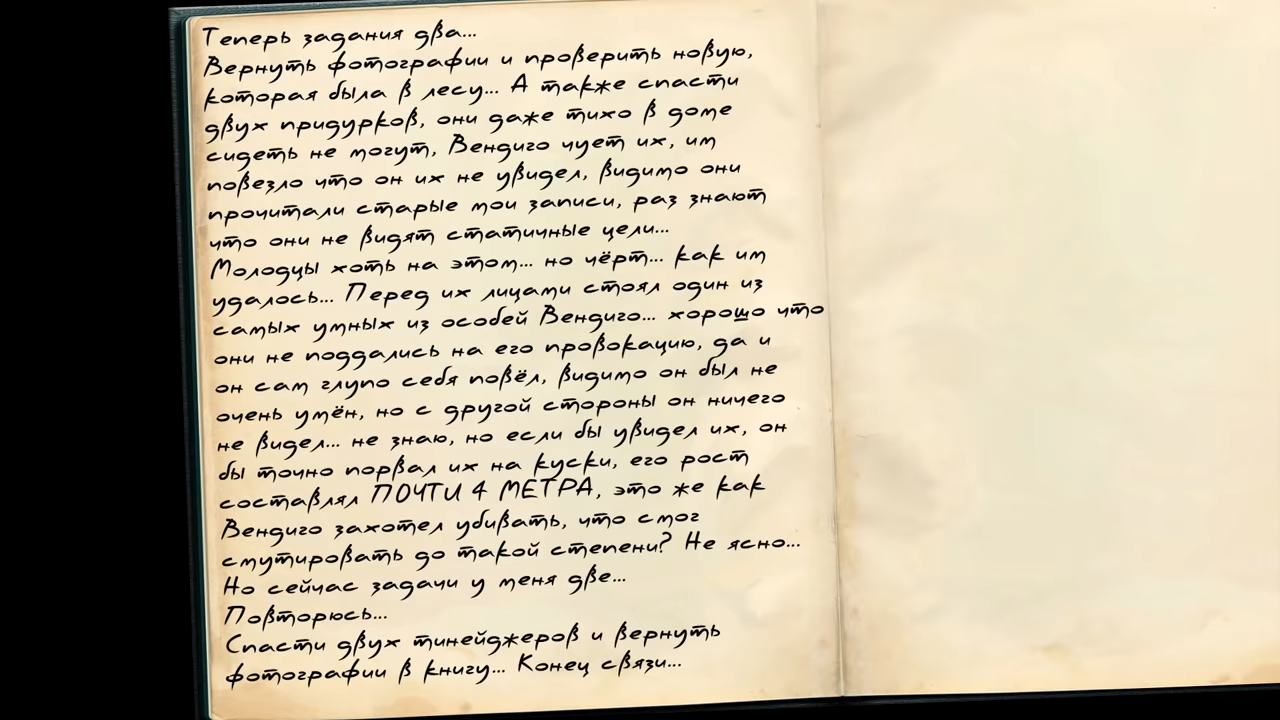 Теперь задания два...
Вернуть фотографии и проверить новую,
которая была в лесу... А также спасти
двух придурков, они даже тихо в доме
сидеть не могут, Вендиго чует их, им
повезло что он их не увидел, видимо они
прочитали старые мои записи, раз знают
что они не видят статичные цели...
Молодцы хоть на этом... но чёрт... как им
удалось... Перед их лицами стоял один из
самых умных из особей Вендиго... хорошо что
они не поддались на его провокацию, да и
он сам глупо себя повёл, видимо он был не
очень умён, но с другой стороны он ничего
не видел... не знаю, но если бы увидел их, он
бы точно порвал их на куски, его рост
составлял ПОЧТИ 4 МЕТРА, это же как
Вендиго захотел убивать, что смог
смутировать до такой степени? Не ясно...
Но сейчас задачи у меня две...
Повторюсь...
Спасти двух тинейджеров и вернуть
фотографии в книгу... Конец связи...